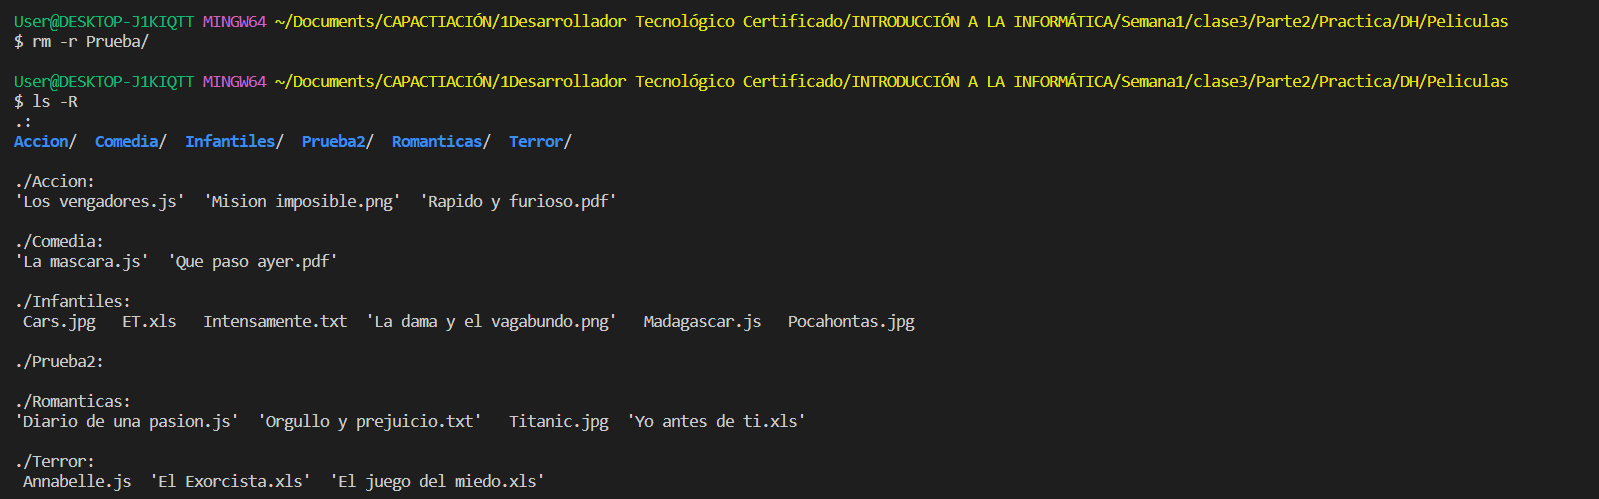 User@DESKTOP-J1KIQTT MINGW64 ~/Documents/CAPACTIACIÓN/1Desarrollador Tecnológico Certificado/INTRODUCCIÓN A LA INFORMÁTICA/Semana1/clase3/Parte2/Practica/DH/Peliculas
$ rm -r Prueba/
User@DESKTOP-J1KIQTT MINGW64 ~/Documents/CAPACTIACIÓN/1Desarrollador Tecnológico Certificado/INTRODUCCIÓN A LA INFORMÁTICA/Semana1/clase3/Parte2/Practica/DH/Peliculas
$ ls -R
.:
Accion/  Comedia/  Infantiles/  Prueba2/  Romanticas/  Terror/
./Accion:
'Los vengadores.js'  'Mision imposible.png'  'Rapido y furioso.pdf'
./Comedia:
'La mascara.js'  'Que paso ayer.pdf'
./Infantiles:
 Cars.jpg   ET.xls   Intensamente.txt  'La dama y el vagabundo.png'   Madagascar.js   Pocahontas.jpg
./Prueba2:
./Romanticas:
'Diario de una pasion.js'  'Orgullo y prejuicio.txt'   Titanic.jpg  'Yo antes de ti.xls'
./Terror:
 Annabelle.js  'El Exorcista.xls'  'El juego del miedo.xls'